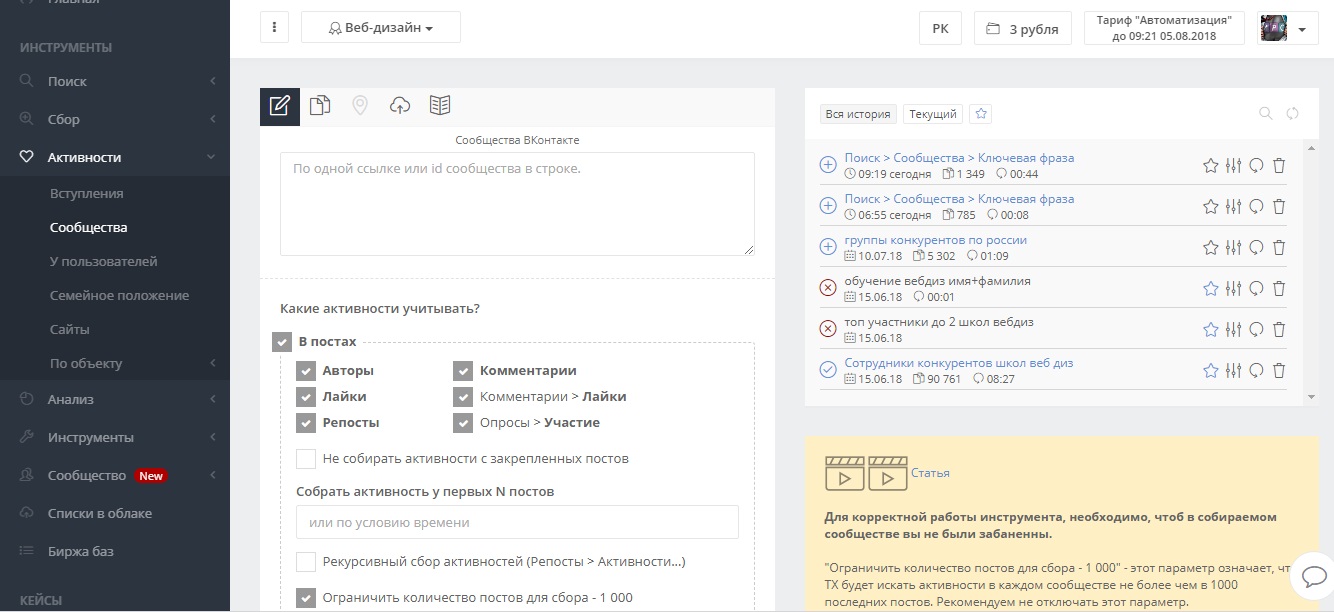 Главная
ИНСТРУМЕНТЫ
Поиск
Сбор
Активности
Вступления
Сообщества
У пользователей
Семейное положение
Сайты
По объекту
Анализ
Инструменты
Сообщество New
Списки в облаке
Биржа баз
КЕЙСЫ
Веб-дизайн
РК
3 рубля
Тариф "Автоматизация"
до 09:21 05.08.2018
Сообщества ВКонтакте
По одной ссылке или id сообщества в строке.
Какие активности учитывать?
В постах
Авторы Комментарии
Лайки Комментарии > Лайки
Репосты Опросы > Участие
Не собирать активности с закрепленных постов
Собрать активность у первых N постов
или по условию времени
Рекурсивный сбор активностей (Репосты > Активности...)
Ограничить количество постов для сбора - 1 000
Вся история Текущий
Поиск > Сообщества > Ключевая фраза
09:19 сегодня 1 349 00:44
Поиск > Сообщества > Ключевая фраза
06:55 сегодня 785 00:08
группы конкурентов по россии
10.07.18 5 302 01:09
обучение вебдиз имя+фамилия
15.06.18 00:01
топ участники до 2 школ вебдиз
15.06.18
Сотрудники конкурентов школ веб диз
15.06.18 90 761 08:27
Статья
Для корректной работы инструмента, необходимо, чтоб в собираемом
сообществе вы не были забаненны.
"Ограничить количество постов для сбора - 1 000" - этот параметр означает, чт
ТХ будет искать активности в каждом сообществе не более чем в 1000
последних постов. Рекомендуем не отключать этот параметр.